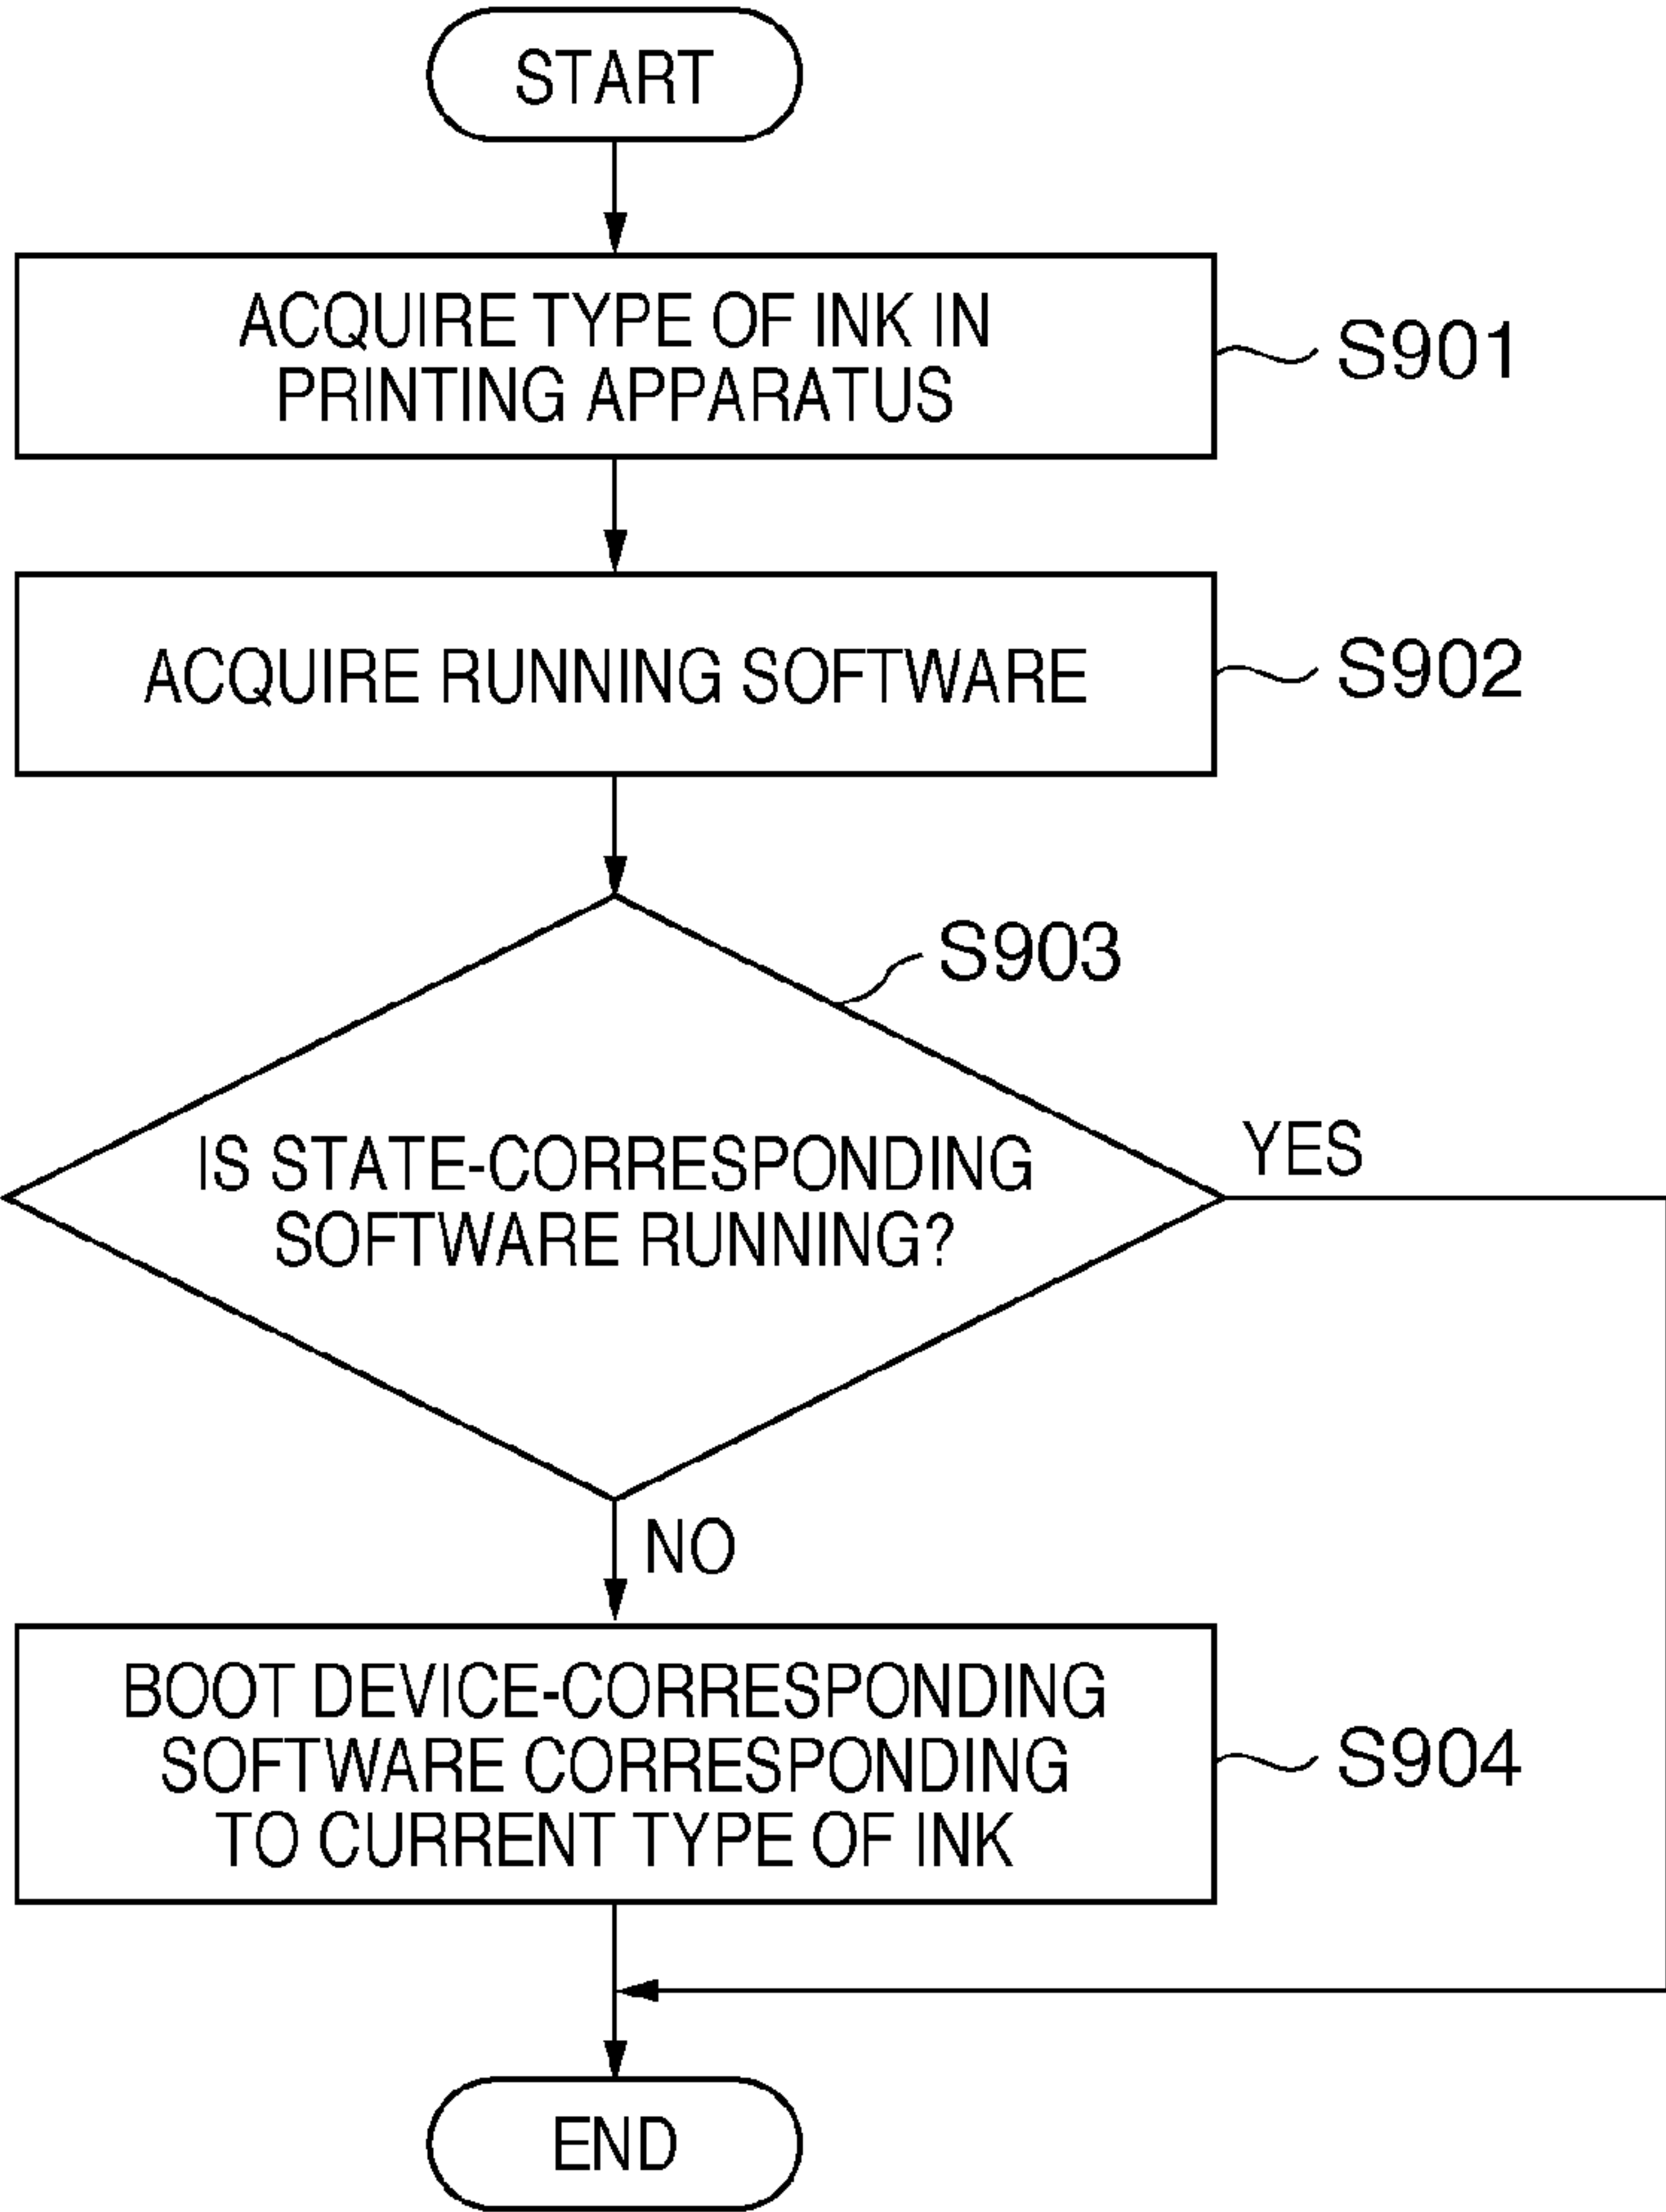 START
ACQUIRE TYPE OF INK IN
PRINTING APPARATUS
S901
ACQUIRE RUNNING SOFTWARE
S902
S903
IS STATE-CORRESPONDING
SOFTWARE RUNNING?
YES
NO
BOOT DEVICE-CORRESPONDING
SOFTWARE CORRESPONDING
TO CURRENT TYPE OF INK
S904
END